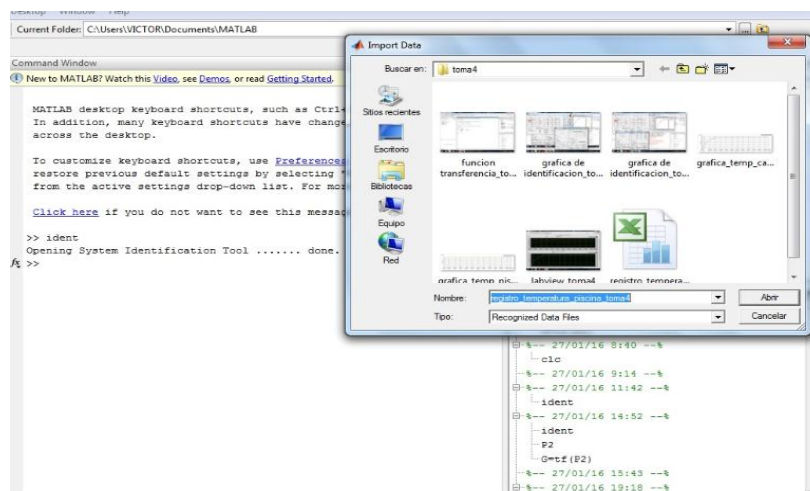 Desktop Window Help
Current Folder: C:\Users\VICTOR\Documents\MATLAB
Command Window
New to MATLAB? Watch this Video, see Demos, or read Getting Started.
MATLAB desktop keyboard shortcuts, such as Ctrl+
In addition, many keyboard shortcuts have change
across the desktop.
To customize keyboard shortcuts, use Preferences
restore previous default settings by selecting "
from the active settings drop-down list. For mor
Click here if you do not want to see this messag
>> ident
Opening System Identification Tool ....... done.
fx >>
Import Data
Buscar en: toma4
Sitios recientes
Escritorio
Bibliotecas
Equipo
Red
funcion
transferencia_to...
grafica de
identificacion_to...
grafica de
identificacion_to...
grafica_temp_ca...
grafica_temp_pis...
labview_toma4
registro_tempera...
Nombre: registro_temperatura_piscina_toma4
Abrir
Tipo: Recognized Data Files
Cancelar
%-- 27/01/16 8:40 --%
clc
%-- 27/01/16 9:14 --%
%-- 27/01/16 11:42 --%
ident
%-- 27/01/16 14:52 --%
ident
P2
G=tf(P2)
%-- 27/01/16 15:43 --%
%-- 27/01/16 19:18 --%